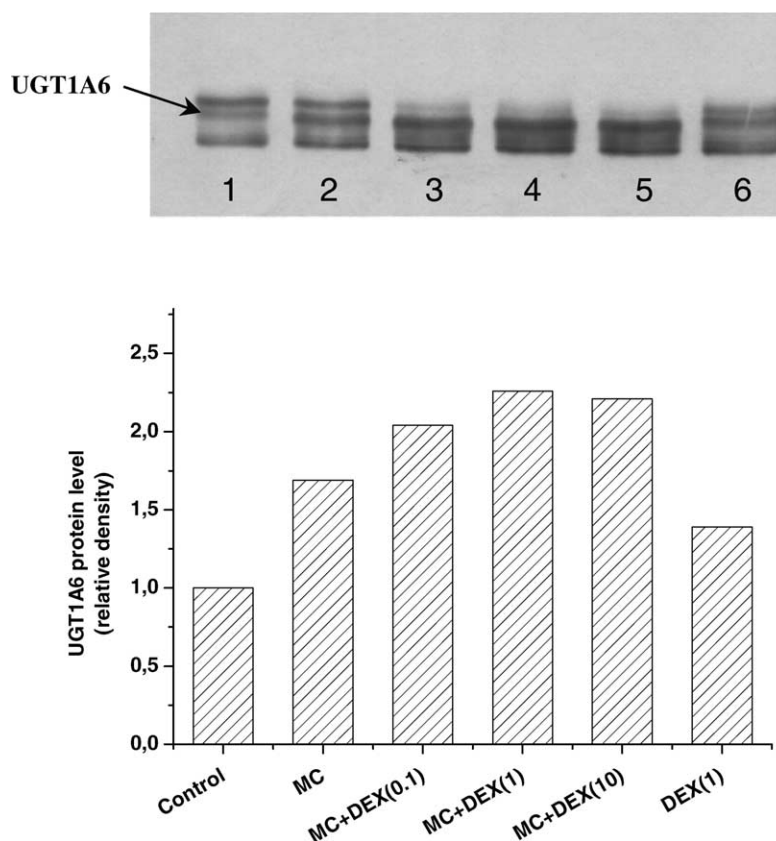 UGT1A6
1 2 3 4 5 6
2,5
2,0
1,5
1,0
0,5
0,0
UGT1A6 protein level
(relative density)
Control
MC
MC+DEX(0.1)
MC+DEX(1)
MC+DEX(10)
DEX(1)